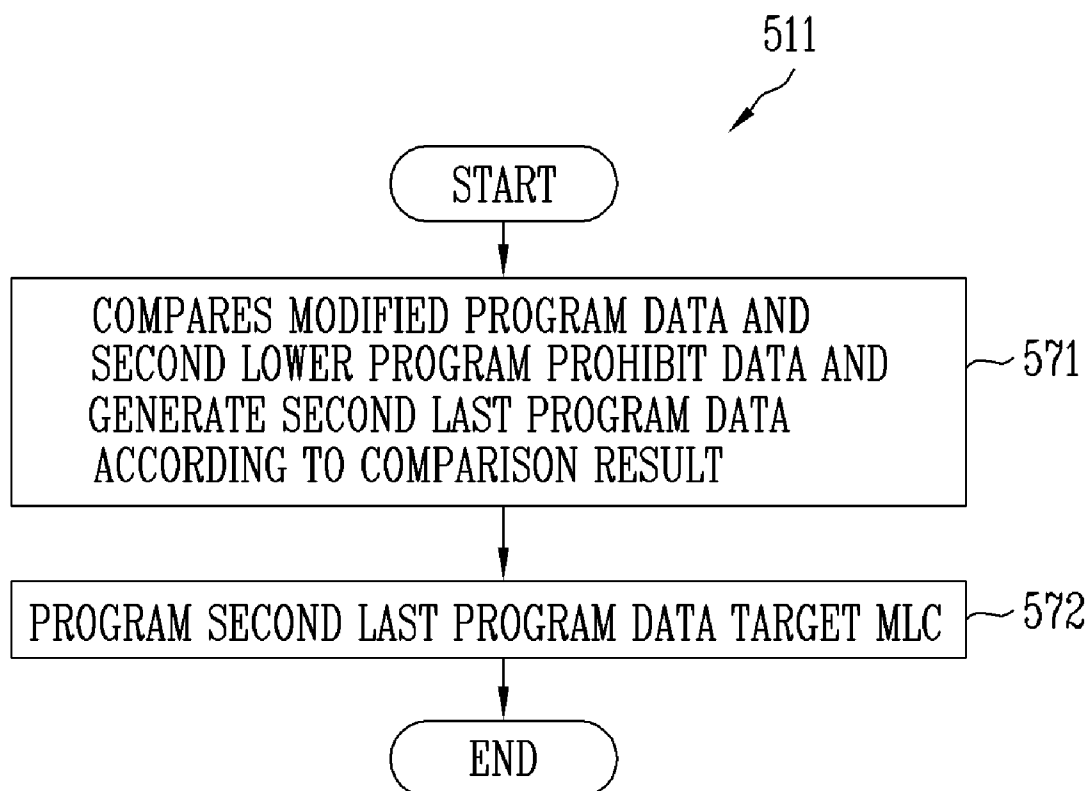 511
START
COMPARES MODIFIED PROGRAM DATA AND
SECOND LOWER PROGRAM PROHIBIT DATA AND
GENERATE SECOND LAST PROGRAM DATA
ACCORDING TO COMPARISON RESULT
571
PROGRAM SECOND LAST PROGRAM DATA TARGET MLC
572
END